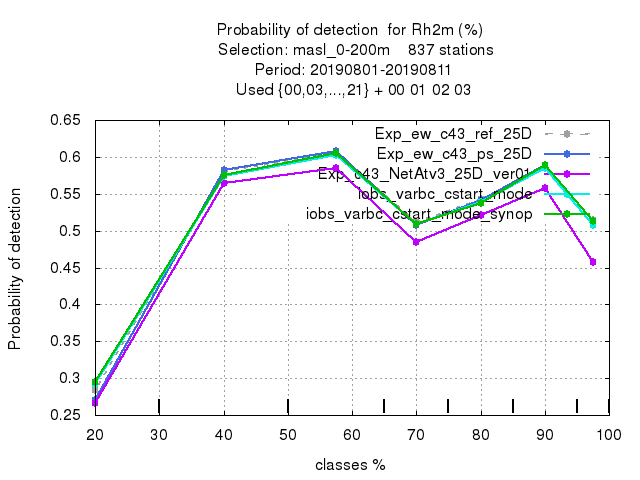 Probability of detection  for Rh2m (%)
Selection: masl_0-200m    837 stations
Period: 20190801-20190811
Used {00,03,...,21} + 00 01 02 03
Probability of detection
0.65
0.6
0.55
0.5
0.45
0.4
0.35
0.3
0.25
Exp_ew_c43_ref_25D
Exp_ew_c43_ps_25D
Exp_c43_NetAtv3_25D_ver01
iobs_varbc_cstart_mode
iobs_varbc_cstart_mode_synop
20 30 40 50 60 70 80 90 100
classes %